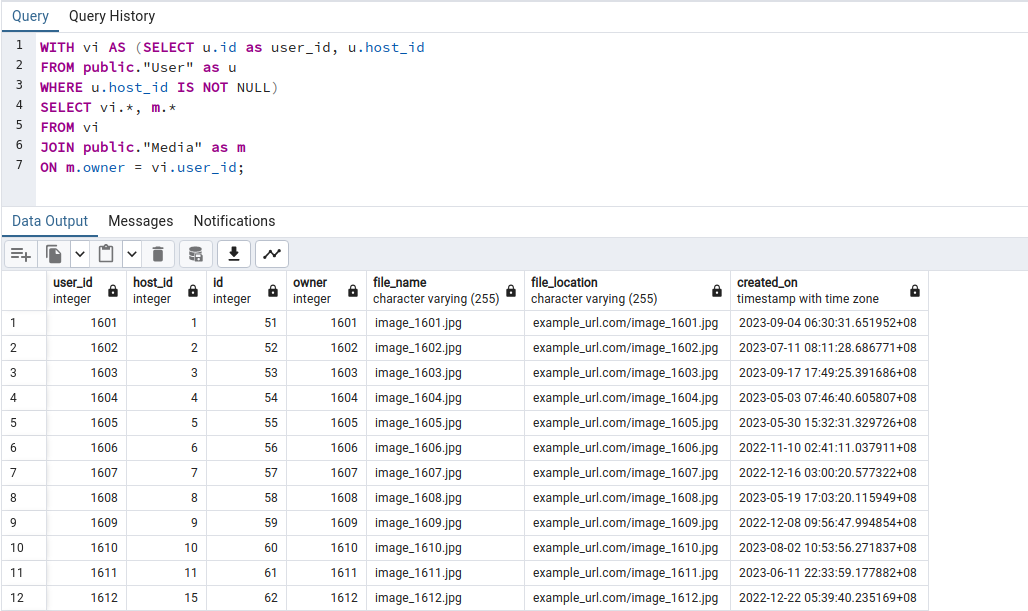 Query Query History
1 WITH vi AS (SELECT u.id as user_id, u.host_id
2 FROM public."User" as u
3 WHERE u.host_id IS NOT NULL)
4 SELECT vi.*, m.*
5 FROM vi
6 JOIN public."Media" as m
7 ON m.owner = vi.user_id;
Data Output Messages Notifications
user_id host_id id owner file_name file_location created_on
integer integer integer integer character varying (255) character varying (255) timestamp with time zone
1 1601 1 51 1601 image_1601.jpg example_url.com/image_1601.jpg 2023-09-04 06:30:31.651952+08
2 1602 2 52 1602 image_1602.jpg example_url.com/image_1602.jpg 2023-07-11 08:11:28.686771+08
3 1603 3 53 1603 image_1603.jpg example_url.com/image_1603.jpg 2023-09-17 17:49:25.391686+08
4 1604 4 54 1604 image_1604.jpg example_url.com/image_1604.jpg 2023-05-03 07:46:40.605807+08
5 1605 5 55 1605 image_1605.jpg example_url.com/image_1605.jpg 2023-05-30 15:32:31.329726+08
6 1606 6 56 1606 image_1606.jpg example_url.com/image_1606.jpg 2022-11-10 02:41:11.037911+08
7 1607 7 57 1607 image_1607.jpg example_url.com/image_1607.jpg 2022-12-16 03:00:20.577322+08
8 1608 8 58 1608 image_1608.jpg example_url.com/image_1608.jpg 2023-05-19 17:03:20.115949+08
9 1609 9 59 1609 image_1609.jpg example_url.com/image_1609.jpg 2022-12-08 09:56:47.994854+08
10 1610 10 60 1610 image_1610.jpg example_url.com/image_1610.jpg 2023-08-02 10:53:56.271837+08
11 1611 11 61 1611 image_1611.jpg example_url.com/image_1611.jpg 2023-06-11 22:33:59.177882+08
12 1612 15 62 1612 image_1612.jpg example_url.com/image_1612.jpg 2022-12-22 05:39:40.235169+08